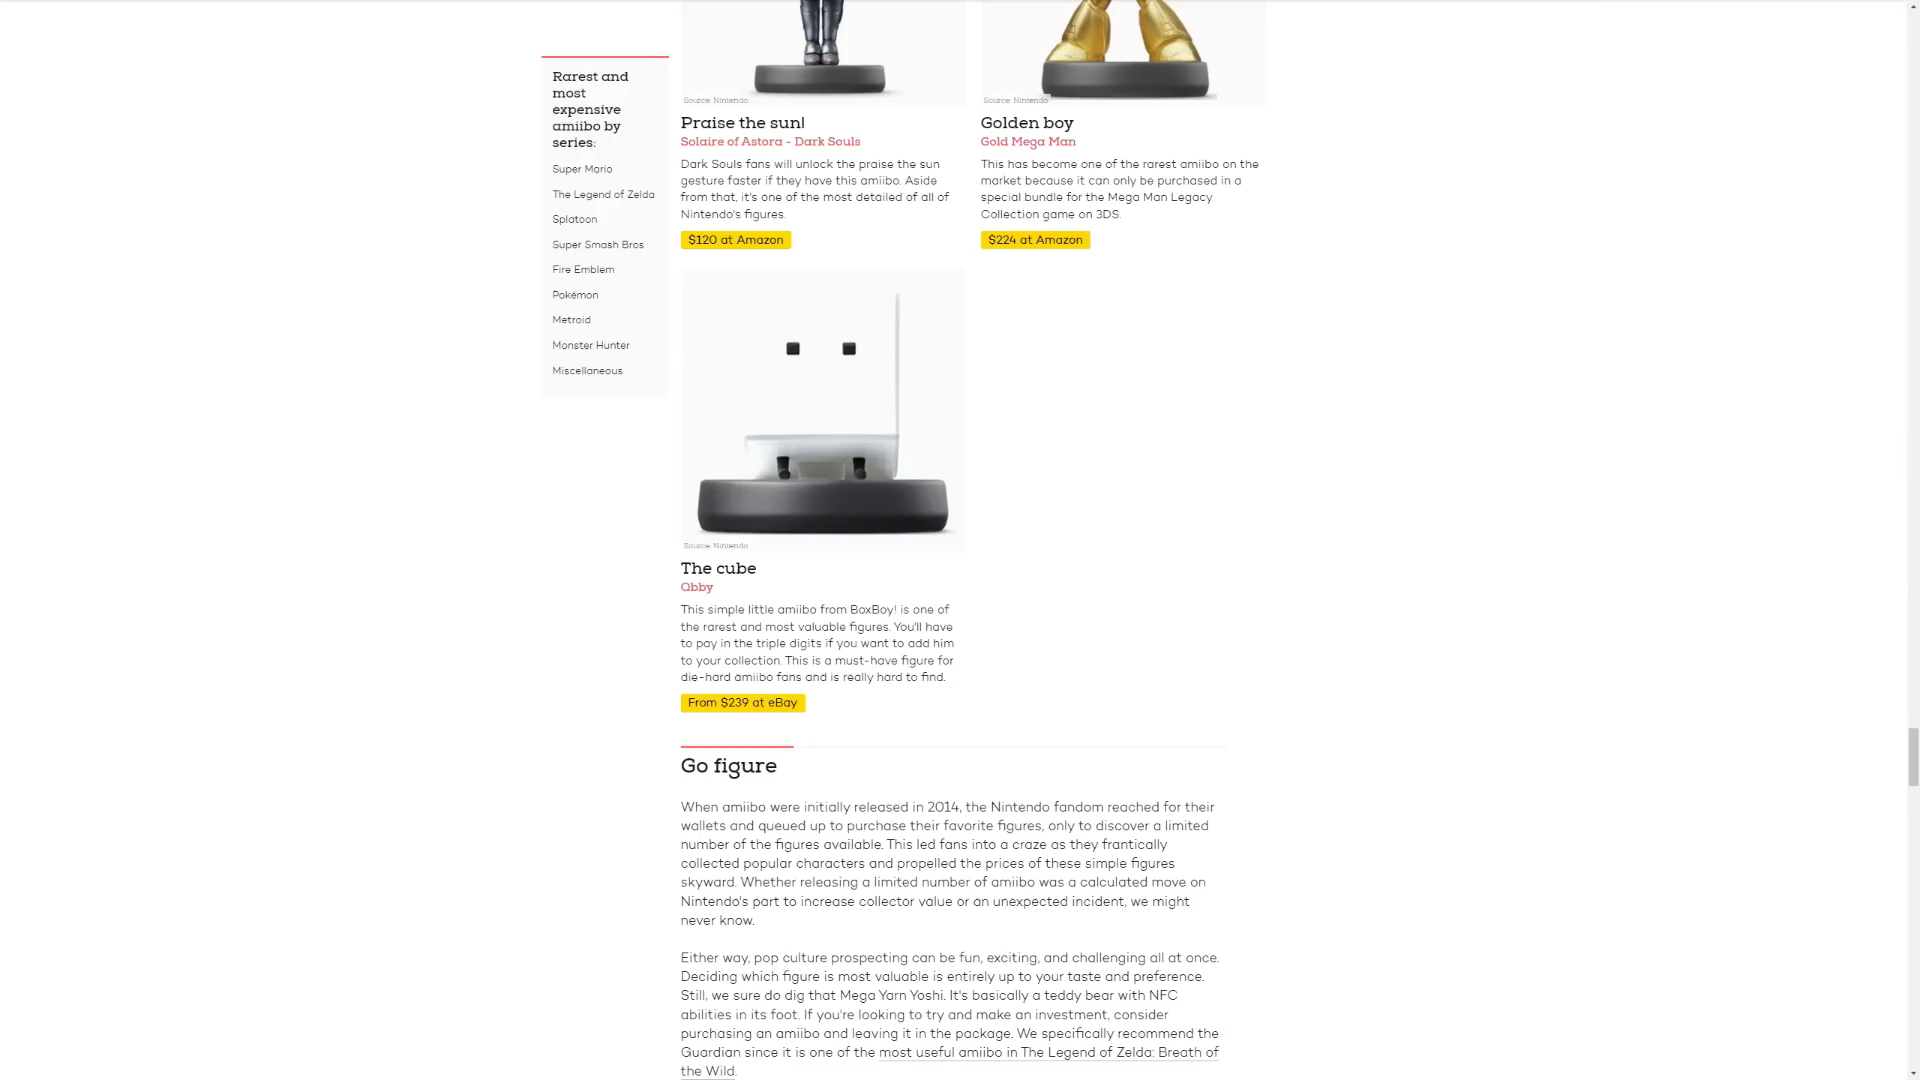 Rarest and
most
expensive
amiibo by
series:
Super Mario
The Legend of Zelda
Splatoon
Super Smash Bros
Fire Emblem
Pokémon
Metroid
Monster Hunter
Miscellaneous
Source: Nintendo
Praise the sun!
Solaire of Astora - Dark Souls
Dark Souls fans will unlock the praise the sun
gesture faster if they have this amiibo. Aside
from that, it's one of the most detailed of all of
Nintendo's figures.
$120 at Amazon
Source: Nintendo
Golden boy
Gold Mega Man
This has become one of the rarest amiibo on the
market because it can only be purchased in a
special bundle for the Mega Man Legacy
Collection game on 3DS.
$224 at Amazon
Source: Nintendo
The cube
Qbby
This simple little amiibo from BoxBoy! is one of
the rarest and most valuable figures. You'll have
to pay in the triple digits if you want to add him
to your collection. This is a must-have figure for
die-hard amiibo fans and is really hard to find.
From $239 at eBay
Go figure
When amiibo were initially released in 2014, the Nintendo fandom reached for their
wallets and queued up to purchase their favorite figures, only to discover a limited
number of the figures available. This led fans into a craze as they frantically
collected popular characters and propelled the prices of these simple figures
skyward. Whether releasing a limited number of amiibo was a calculated move on
Nintendo's part to increase collector value or an unexpected incident, we might
never know.
Either way, pop culture prospecting can be fun, exciting, and challenging all at once.
Deciding which figure is most valuable is entirely up to your taste and preference.
Still, we sure do dig that Mega Yarn Yoshi. It's basically a teddy bear with NFC
abilities in its foot. If you're looking to try and make an investment, consider
purchasing an amiibo and leaving it in the package. We specifically recommend the
Guardian since it is one of the most useful amiibo in The Legend of Zelda: Breath of
the Wild.